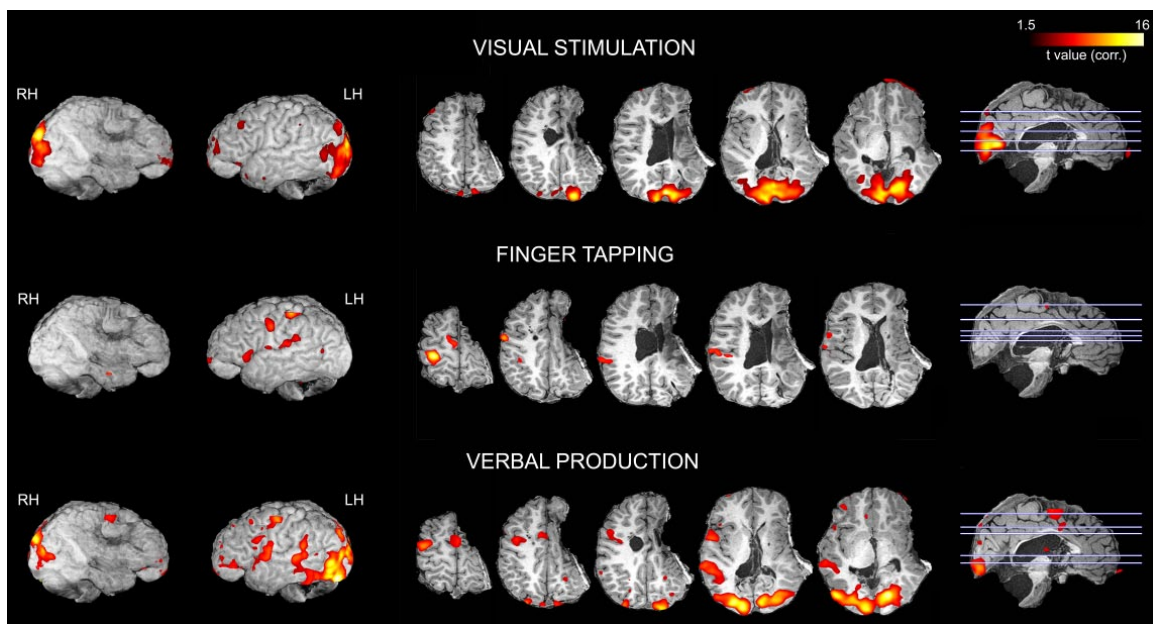 1.5 16
VISUAL STIMULATION
t value (corr.)
RH LH
FINGER TAPPING
RH LH
VERBAL PRODUCTION
RH LH